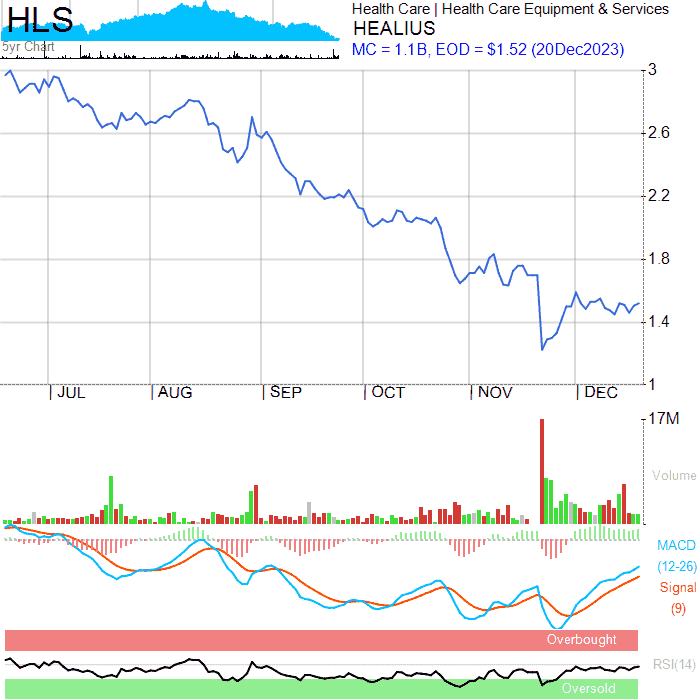 HLS
5yr Chart
Health Care | Health Care Equipment & Services
HEALIUS
MC = 1.1B, EOD = $1.52 (20Dec2023)
3
2.6
2.2
1.8
1.4
1
JUL AUG SEP OCT NOV DEC
17M
Volume
MACD
(12-26)
Signal
(9)
Overbought
RSI(14)
Oversold